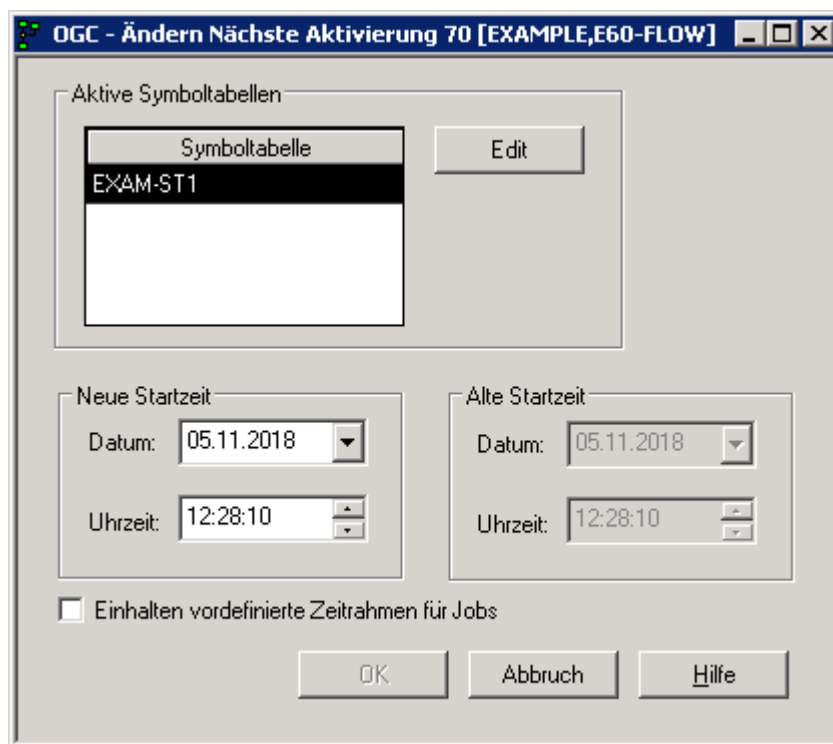 OGC - Ändern Nächste Aktivierung 70 [EXAMPLE,E60-FLOW]
Aktive Symboltabellen
Symboltabelle
Edit
EXAM-ST1
Neue Startzeit
Alte Startzeit
Datum: 05.11.2018
Datum: 05.11.2018
Uhrzeit: 12:28:10
Uhrzeit: 12:28:10
Einhalten vordefinierte Zeitrahmen für Jobs
OK Abbruch Hilfe